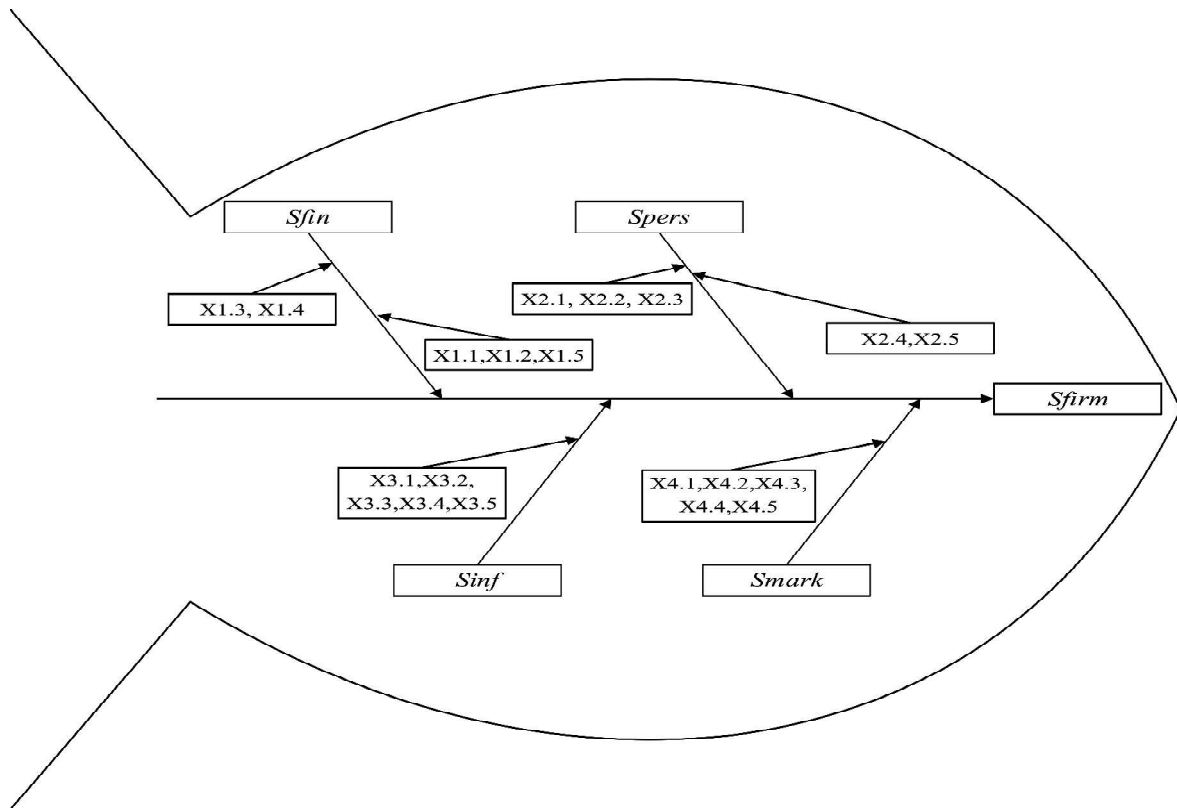 Sfin
Spers
X1.3, X1.4
X2.1, X2.2, X2.3
X1.1,X1.2,X1.5
X2.4,X2.5
Sfirm
X3.1,X3.2,
X3.3,X3.4,X3.5
X4.1,X4.2,X4.3,
X4.4,X4.5
Sinf
Smark